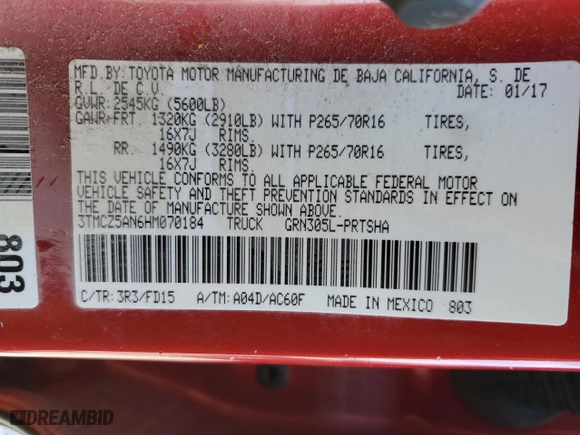 MFD.BY:TOYOTA MOTOR MANUFACTURING DE BAJA CALIFORNIA, S. DE
R.L. DE C.V. DATE: 01/17
GVWR:2545KG (5600LB)
GAWR:FRT. 1320KG (2910LB) WITH P265/70R16 TIRES,
16X7J RIMS.
RR. 1490KG (3280LB) WITH P265/70R16 TIRES,
16X7J RIMS.
THIS VEHICLE CONFORMS TO ALL APPLICABLE FEDERAL MOTOR
VEHICLE SAFETY AND THEFT PREVENTION STANDARDS IN EFFECT ON
THE DATE OF MANUFACTURE SHOWN ABOVE.
3TMCZ5AN6HM070184 TRUCK GRN305L-PRTSHA
C/TR:3R3/FD15 A/TM:A04D/AC60F MADE IN MEXICO 803
803
DREAMBID